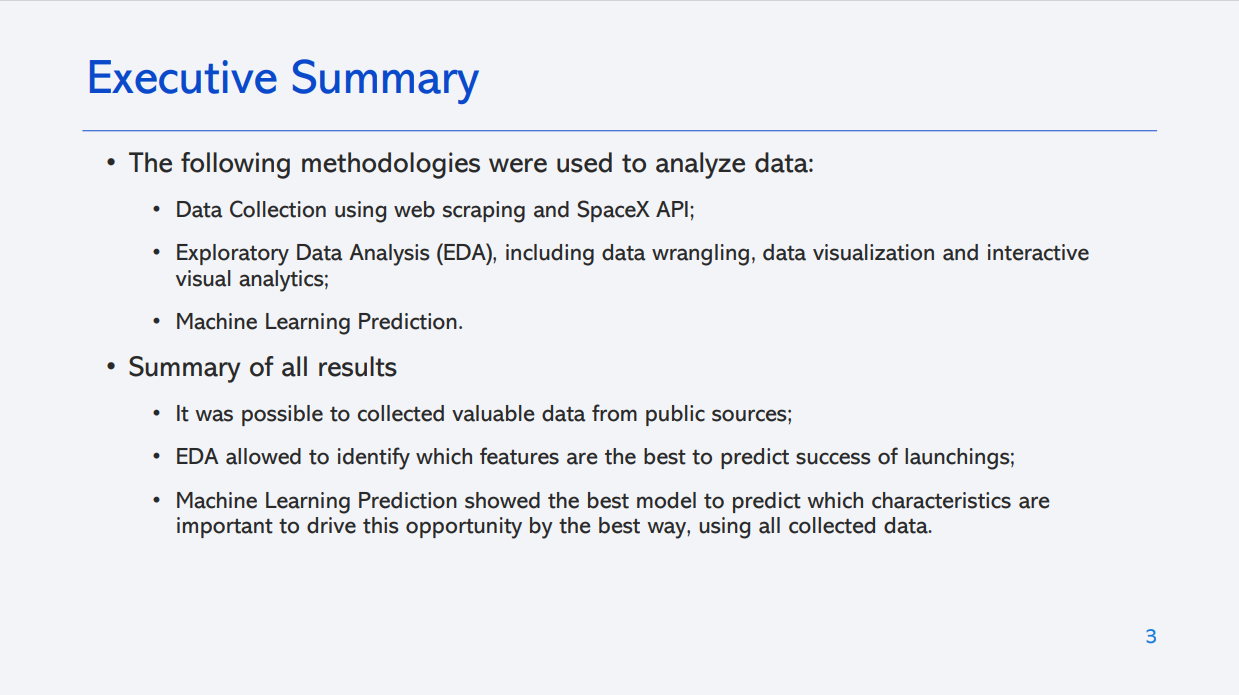 Executive Summary
• The following methodologies were used to analyze data:
• Data Collection using web scraping and SpaceX API;
• Exploratory Data Analysis (EDA), including data wrangling, data visualization and interactive
visual analytics;
• Machine Learning Prediction.
• Summary of all results
• It was possible to collected valuable data from public sources;
• EDA allowed to identify which features are the best to predict success of launchings;
• Machine Learning Prediction showed the best model to predict which characteristics are
important to drive this opportunity by the best way, using all collected data.
3